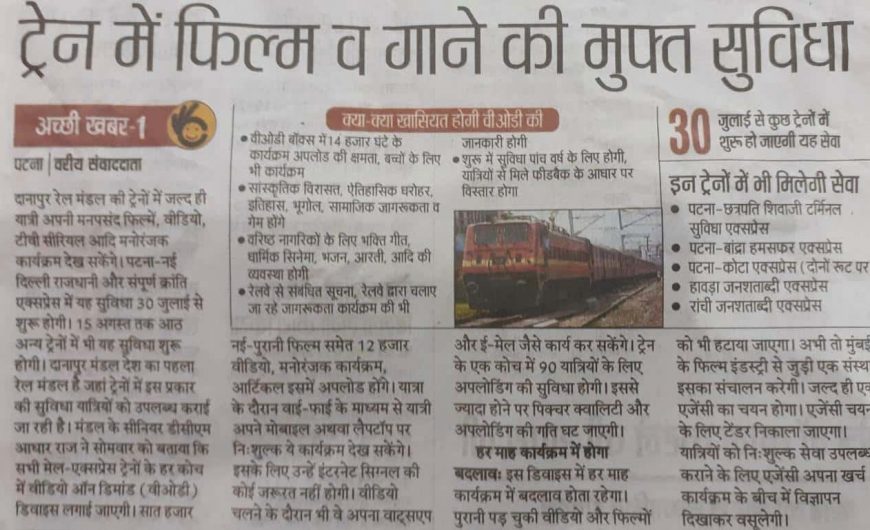 ट्रेन में फिल्म व गाने की मुफ्त सुविधा
अच्छी खबर-1
पटना | वरीय संवाददाता
दानापुर रेल मंडल की ट्रेनों में जल्द ही
यात्री अपनी मनपसंद फिल्में, वीडियो,
टीवी सीरियल आदि मनोरंजक
कार्यक्रम देख सकेंगे। पटना-नई
दिल्ली राजधानी और संपूर्ण क्रांति
एक्सप्रेस में यह सुविधा 30 जुलाई से
शुरू होगी। 15 अगस्त तक आठ
अन्य ट्रेनों में भी यह सुविधा शुरू
होगी। दानापुर मंडल देश का पहला
रेल मंडल है जहां ट्रेनों में इस प्रकार
की सुविधा यात्रियों को उपलब्ध कराई
जा रही है। मंडल के सीनियर डीसीएम
आधार राज ने सोमवार को बताया कि
सभी मेल-एक्सप्रेस ट्रेनों के हर कोच
में वीडियो ऑन डिमांड (वीओडी)
डिवाइस लगाई जाएगी। सात हजार
क्या-क्या खासियत होगी वीओडी की
• वीओडी बॉक्स में 14 हजार घंटे के
कार्यक्रम अपलोड की क्षमता, बच्चों के लिए
भी कार्यक्रम
• सांस्कृतिक विरासत, ऐतिहासिक धरोहर,
इतिहास, भूगोल, सामाजिक जागरूकता व
गेम होंगे
• वरिष्ठ नागरिकों के लिए भक्ति गीत,
धार्मिक सिनेमा, भजन, आरती, आदि की
व्यवस्था होगी
• रेलवे से संबंधित सूचना, रेलवे द्वारा चलाए
जा रहे जागरूकता कार्यक्रम की भी
जानकारी होगी
• शुरू में सुविधा पांच वर्ष के लिए होगी,
यात्रियों से मिले फीडबैक के आधार पर
विस्तार होगा
30 जुलाई से कुछ ट्रेनों में
शुरू हो जाएगी यह सेवा
इन ट्रेनों में भी मिलेगी सेवा
• पटना-छत्रपति शिवाजी टर्मिनल
सुविधा एक्सप्रेस
• पटना-बांद्रा हमसफर एक्सप्रेस
• पटना-कोटा एक्सप्रेस (दोनों रूट पर
• हावड़ा जनशताब्दी एक्सप्रेस
• रांची जनशताब्दी एक्सप्रेस
नई-पुरानी फिल्म समेत 12 हजार
वीडियो, मनोरंजक कार्यक्रम,
आर्टिकल इसमें अपलोड होंगे। यात्रा
के दौरान वाई-फाई के माध्यम से यात्री
अपने मोबाइल अथवा लैपटॉप पर
निःशुल्क ये कार्यक्रम देख सकेंगे।
इसके लिए उन्हें इंटरनेट सिग्नल की
कोई जरूरत नहीं होगी। वीडियो
चलने के दौरान भी वे अपना वाट्सएप
और ई-मेल जैसे कार्य कर सकेंगे। ट्रेन
के एक कोच में 90 यात्रियों के लिए
अपलोडिंग की सुविधा होगी। इससे
ज्यादा होने पर पिक्चर क्वालिटी और
अपलोडिंग की गति घट जाएगी।
हर माह कार्यक्रम में होगा
बदलाव: इस डिवाइस में हर माह
कार्यक्रम में बदलाव होता रहेगा।
पुरानी पड़ चुकी वीडियो और फिल्मों
को भी हटाया जाएगा। अभी तो मुंबई
के फिल्म इंडस्ट्री से जुड़ी एक संस्था
इसका संचालन करेगी। जल्द ही एक
एजेंसी का चयन होगा। एजेंसी चयन
के लिए टेंडर निकाला जाएगा।
यात्रियों को निःशुल्क सेवा उपलब्ध
कराने के लिए एजेंसी अपना खर्च
कार्यक्रम के बीच में विज्ञापन
दिखाकर वसूलेगी।